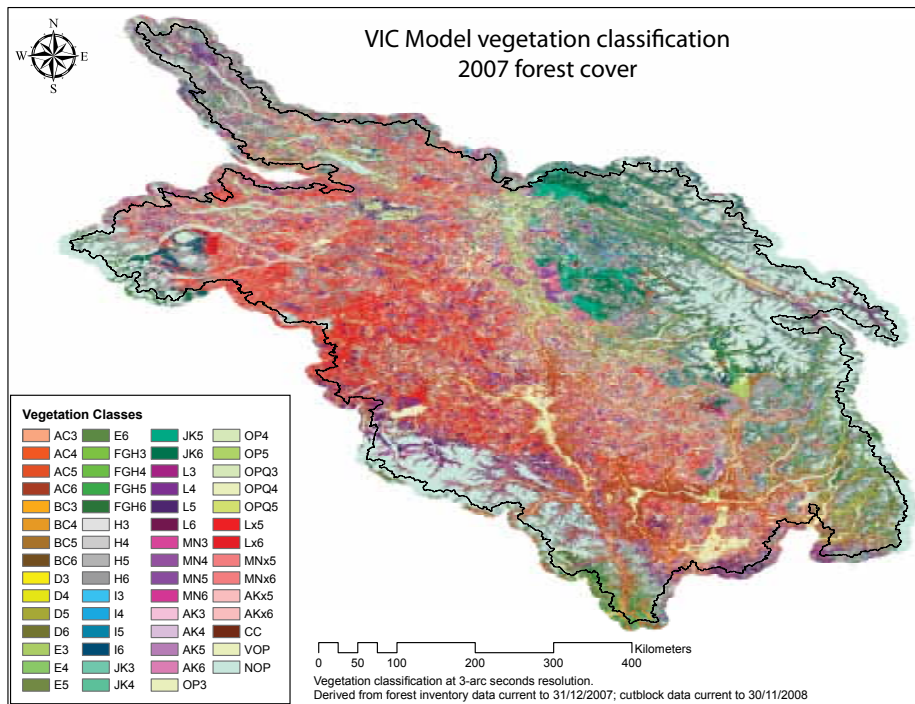 N
W E
S
VIC Model vegetation classification
2007 forest cover
Vegetation Classes
AC3 E6 JK5 OP4
AC4 FGH3 JK6 OP5
AC5 FGH4 L3 OPQ3
AC6 FGH5 L4 OPQ4
BC3 FGH6 L5 OPQ5
BC4 H3 L6 Lx5
BC5 H4 MN3 Lx6
BC6 H5 MN4 MNx5
D3 H6 MN5 MNx6
D4 I3 MN6 AKx5
D5 I4 AK3 AKx6
D6 I5 AK4 CC
E3 I6 AK5 VOP
E4 JK3 AK6 NOP
E5 JK4 OP3
Kilometers
0 50 100 200 300 400
Vegetation classification at 3-arc seconds resolution.
Derived from forest inventory data current to 31/12/2007; cutblock data current to 30/11/2008